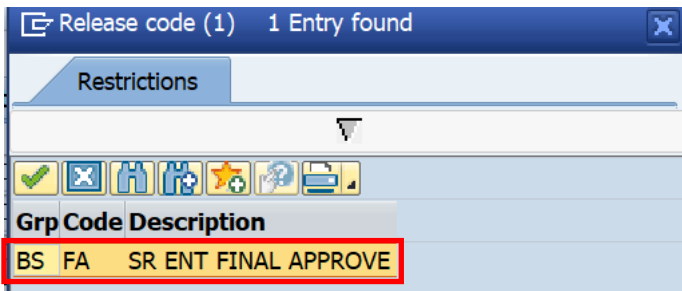 Release code (1) 1 Entry found
Restrictions
Grp Code Description
BS FA SR ENT FINAL APPROVE